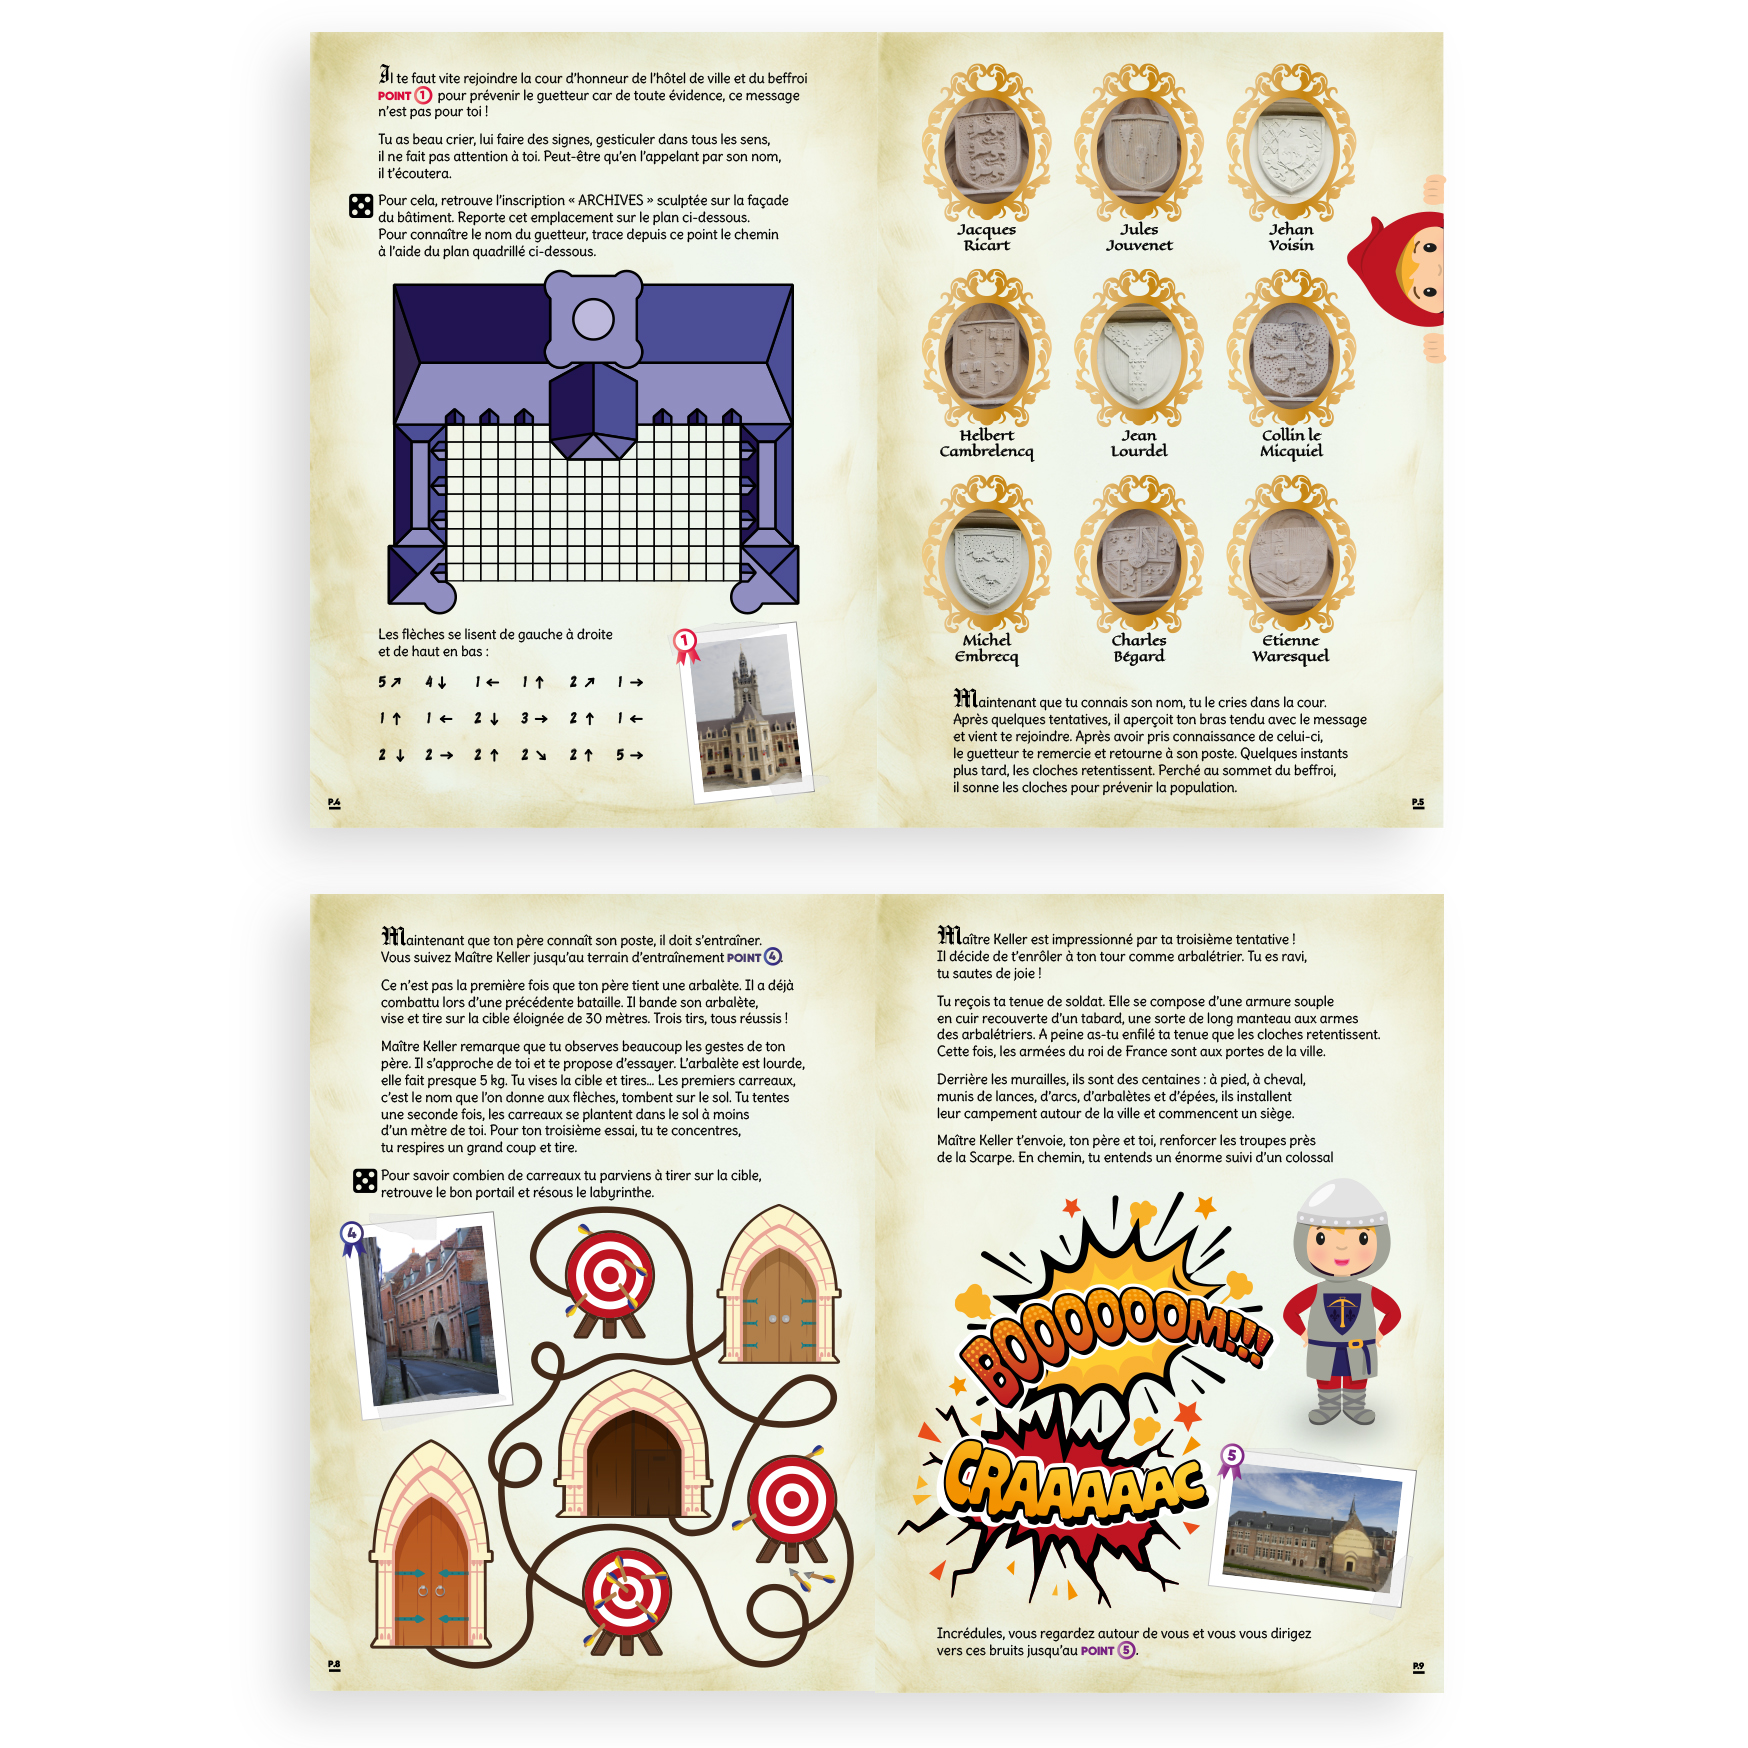 Il te faut vite rejoindre la cour d'honneur de l'hôtel de ville et du beffroi
POINT 1 pour prévenir le guetteur car de toute évidence, ce message
n'est pas pour toi !
Tu as beau crier, lui faire des signes, gesticuler dans tous les sens,
il ne fait pas attention à toi. Peut-être qu'en l'appelant par son nom,
il t'écoutera.
Pour cela, retrouve l'inscription « ARCHIVES » sculptée sur la façade
du bâtiment. Reporte cet emplacement sur le plan ci-dessous.
Pour connaître le nom du guetteur, trace depuis ce point le chemin
à l'aide du plan quadrillé ci-dessous.
Les flèches se lisent de gauche à droite
et de haut en bas :
5 ↗ 4 ↓ 1 ← 1 ↑ 2 ↗ 1 →
1 ↑ 1 ← 2 ↓ 3 → 2 ↑ 1 ←
2 ↓ 2 → 2 ↑ 2 ↘ 2 ↑ 5 →
1
P.4
Jacques
Ricart
Jules
Jouvenet
Jehan
Voisin
Helbert
Cambrelencq
Jean
Lourdel
Collin le
Micquiel
Michel
Embrecq
Charles
Bégard
Etienne
Waresquel
Maintenant que tu connais son nom, tu le cries dans la cour.
Après quelques tentatives, il aperçoit ton bras tendu avec le message
et vient te rejoindre. Après avoir pris connaissance de celui-ci,
le guetteur te remercie et retourne à son poste. Quelques instants
plus tard, les cloches retentissent. Perché au sommet du beffroi,
il sonne les cloches pour prévenir la population.
P.5
Maintenant que ton père connaît son poste, il doit s'entraîner.
Vous suivez Maître Keller jusqu'au terrain d'entraînement POINT 4.
Ce n'est pas la première fois que ton père tient une arbalète. Il a déjà
combattu lors d'une précédente bataille. Il bande son arbalète,
vise et tire sur la cible éloignée de 30 mètres. Trois tirs, tous réussis !
Maître Keller remarque que tu observes beaucoup les gestes de ton
père. Il s'approche de toi et te propose d'essayer. L'arbalète est lourde,
elle fait presque 5 kg. Tu vises la cible et tires... Les premiers carreaux,
c'est le nom que l'on donne aux flèches, tombent sur le sol. Tu tentes
une seconde fois, les carreaux se plantent dans le sol à moins
d'un mètre de toi. Pour ton troisième essai, tu te concentres,
tu respires un grand coup et tire.
Pour savoir combien de carreaux tu parviens à tirer sur la cible,
retrouve le bon portail et résous le labyrinthe.
4
P.8
Maître Keller est impressionné par ta troisième tentative !
Il décide de t'enrôler à ton tour comme arbalétrier. Tu es ravi,
tu sautes de joie !
Tu reçois ta tenue de soldat. Elle se compose d'une armure souple
en cuir recouverte d'un tabard, une sorte de long manteau aux armes
des arbalétriers. A peine as-tu enfilé ta tenue que les cloches retentissent.
Cette fois, les armées du roi de France sont aux portes de la ville.
Derrière les murailles, ils sont des centaines : à pied, à cheval,
munis de lances, d'arcs, d'arbalètes et d'épées, ils installent
leur campement autour de la ville et commencent un siège.
Maître Keller t'envoie, ton père et toi, renforcer les troupes près
de la Scarpe. En chemin, tu entends un énorme suivi d'un colossal
BOOOOOOM!!!
CRAAAAAC
5
Incrédules, vous regardez autour de vous et vous vous dirigez
vers ces bruits jusqu'au POINT 5.
P.9